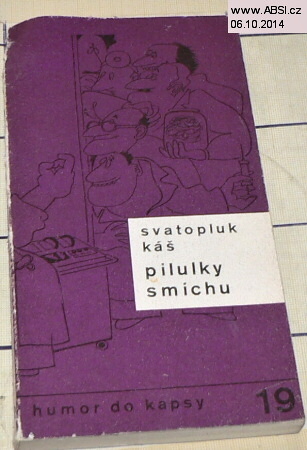 www.ABSI.cz
06.10.2014
svatopluk
káš
pilulky
smíchu
humor do kapsy 19